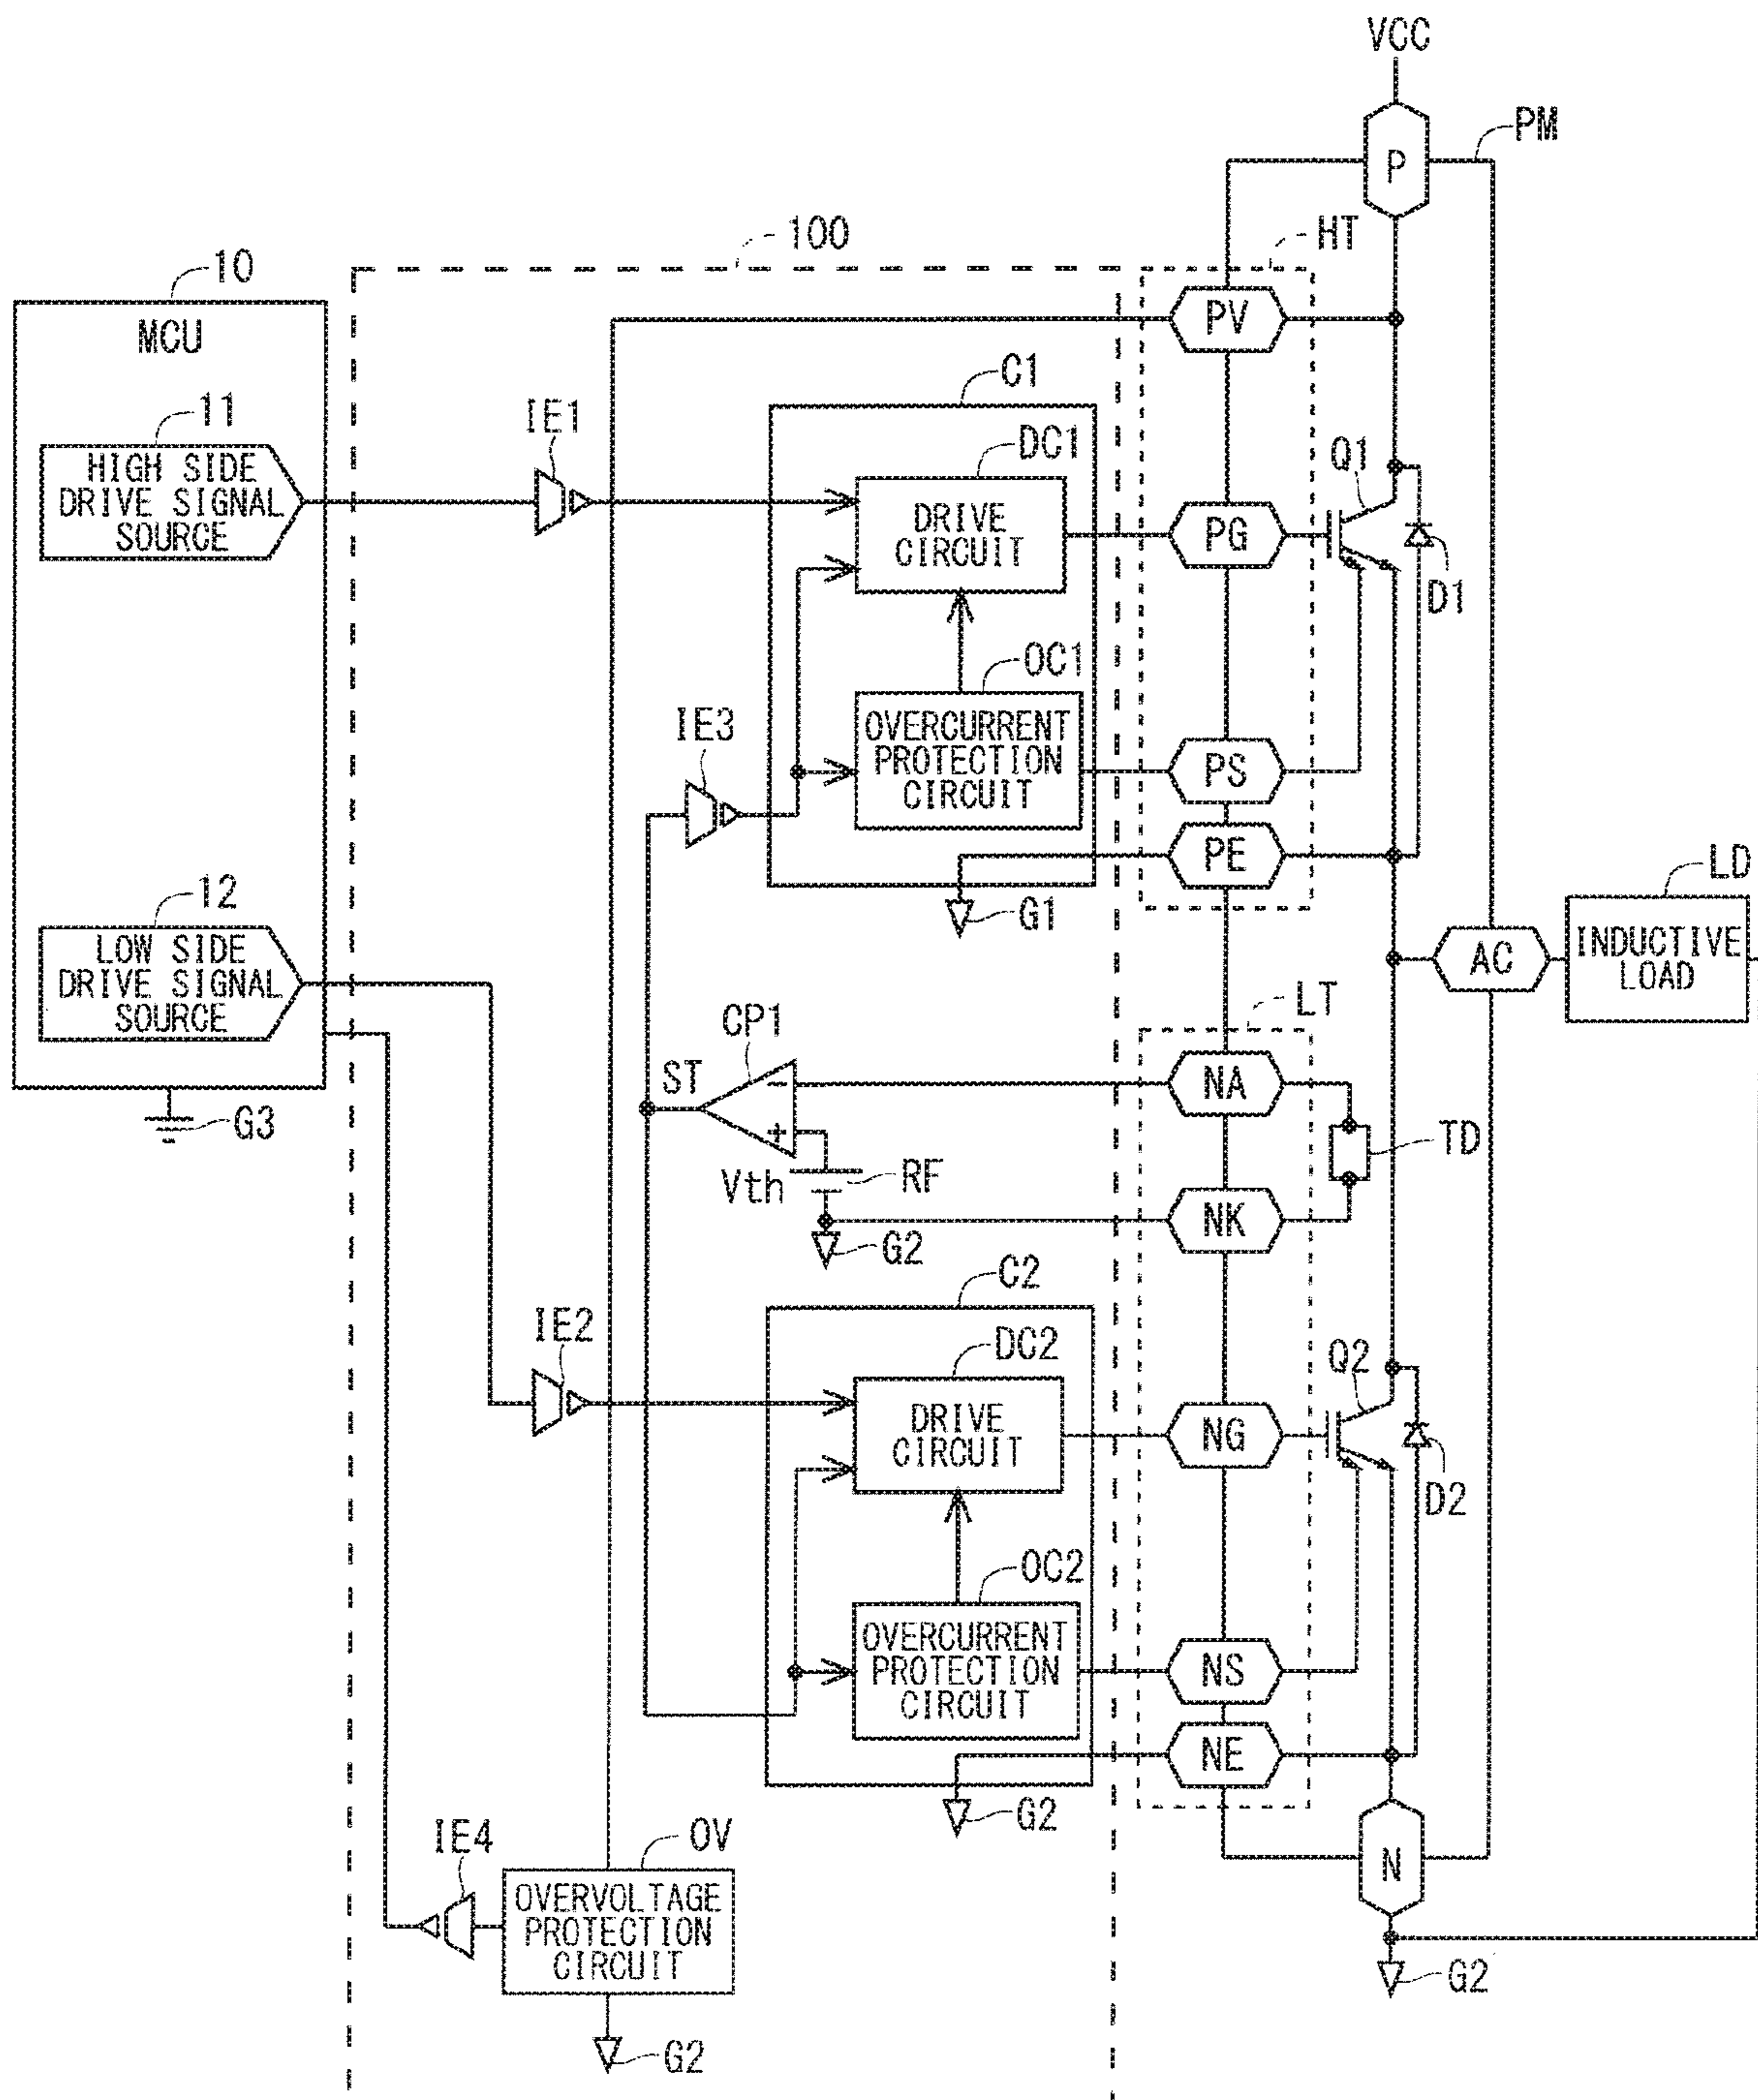 VCC
P
PM
100
HT
10
MCU
PV
11
HIGH SIDE
DRIVE SIGNAL
SOURCE
IE1
C1
DC1
DRIVE
CIRCUIT
PG
Q1
D1
OC1
OVERCURRENT
PROTECTION
CIRCUIT
IE3
PS
PE
G1
12
LOW SIDE
DRIVE SIGNAL
SOURCE
G3
LD
AC
INDUCTIVE
LOAD
LT
CP1
ST
-
+
NA
TD
Vth
RF
NK
G2
C2
IE2
DC2
DRIVE
CIRCUIT
NG
Q2
D2
OC2
OVERCURRENT
PROTECTION
CIRCUIT
NS
NE
G2
IE4
OV
OVERVOLTAGE
PROTECTION
CIRCUIT
N
G2
G2